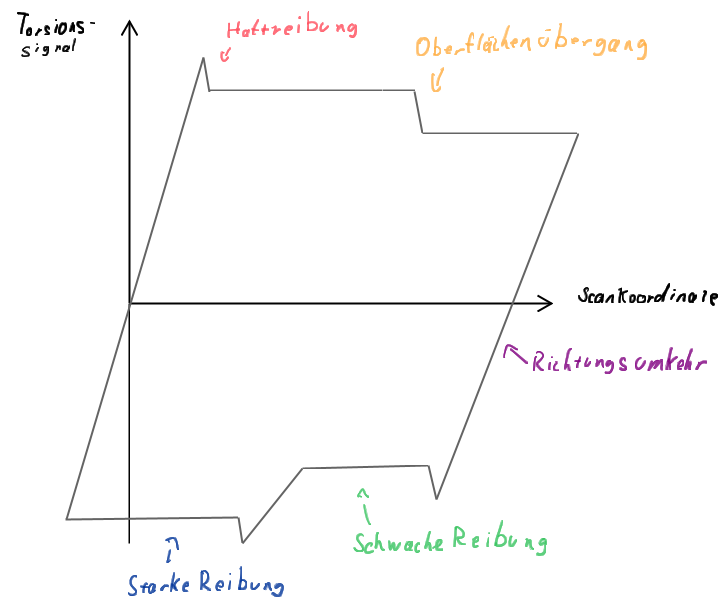 Torsions-
signal
Haftreibung
Oberflächenübergang
Scankoordinate
Richtungsumkehr
Schwache Reibung
Starke Reibung